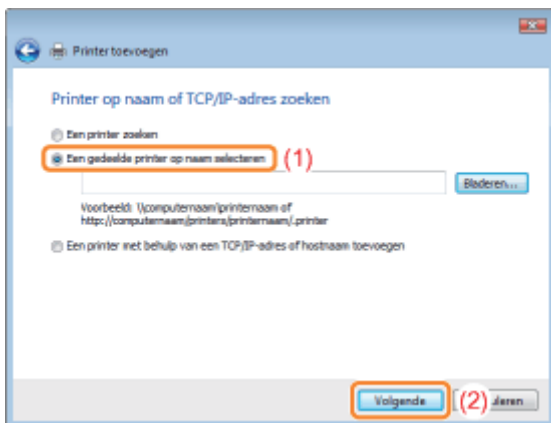 Printer toevoegen
Printer op naam of TCP/IP-adres zoeken
Een printer zoeken
Een gedeelde printer op naam selecteren (1)
Bladeren...
Voorbeeld: \\computernaam\printernaam of
http://computernaam/printers/printernaam/.printer
Een printer met behulp van een TCP/IP-adres of hostnaam toevoegen
Volgende (2) uleren